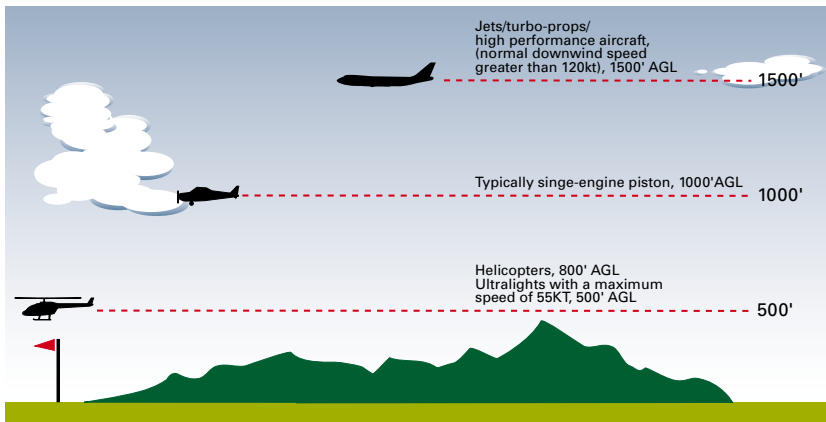 Jets/turbo-props/
high performance aircraft,
(normal downwind speed
greater than 120kt), 1500' AGL
1500'
Typically singe-engine piston, 1000'AGL
1000'
Helicopters, 800' AGL
Ultralights with a maximum
speed of 55KT, 500' AGL
500'